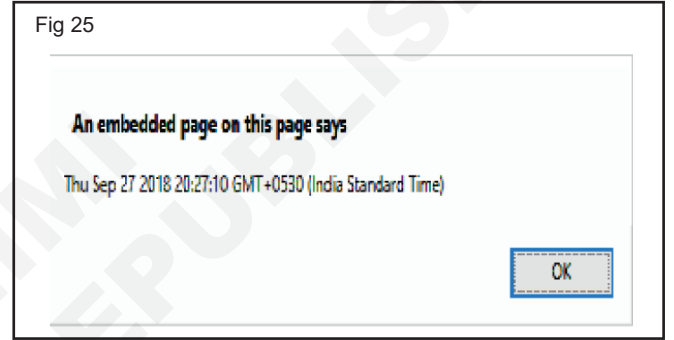 Fig 25
An embedded page on this page says
Thu Sep 27 2018 20:27:10 GMT+0530 (India Standard Time)
OK